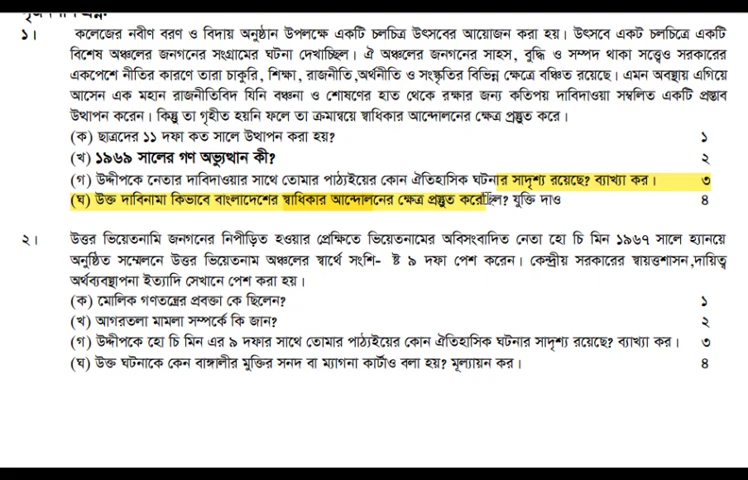 ১। কলেজের নবীণ বরণ ও বিদায় অনুষ্ঠান উপলক্ষে একটি চলচিত্র উৎসবের আয়োজন করা হয়। উৎসবে একট চলচিত্রে একটি
বিশেষ অঞ্চলের জনগনের সংগ্রামের ঘটনা দেখাচ্ছিল। ঐ অঞ্চলের জনগনের সাহস, বুদ্ধি ও সম্পদ থাকা সত্ত্বেও সরকারের
একপেশে নীতির কারণে তারা চাকুরি, শিক্ষা, রাজনীতি,অর্থনীতি ও সংষ্কৃতির বিভিন্ন ক্ষেত্রে বঞ্চিত রয়েছে। এমন অবস্থায় এগিয়ে
আসেন এক মহান রাজনীতিবিদ যিনি বঞ্চনা ও শোষণের হাত থেকে রক্ষার জন্য কতিপয় দাবিদাওয়া সম্বলিত একটি প্রস্তাব
উত্থাপন করেন। কিন্তু তা গৃহীত হয়নি ফলে তা ক্রমান্বয়ে স্বাধিকার আন্দোলনের ক্ষেত্র প্রস্তুত করে।
(ক) ছাত্রদের ১১ দফা কত সালে উত্থাপন করা হয়? ১
(খ) ১৯৬৯ সালের গণ অভ্যুত্থান কী? ২
(গ) উদ্দীপকে নেতার দাবিদাওয়ার সাথে তোমার পাঠ্যইয়ের কোন ঐতিহাসিক ঘটনার সাদৃশ্য রয়েছে? ব্যাখ্যা কর। ৩
(ঘ) উক্ত দাবিনামা কিভাবে বাংলাদেশের স্বাধিকার আন্দোলনের ক্ষেত্র প্রস্তুত করেছিল? যুক্তি দাও ৪
২। উত্তর ভিয়েতনামি জনগনের নিপীড়িত হওয়ার প্রেক্ষিতে ভিয়েতনামের অবিসংবাদিত নেতা হো চি মিন ১৯৬৭ সালে হ্যানয়ে
অনুষ্ঠিত সম্মেলনে উত্তর ভিয়েতনাম অঞ্চলের স্বার্থে সংশি- ষ্ট ৯ দফা পেশ করেন। কেন্দ্রীয় সরকারের স্বায়ত্তশাসন,দায়িত্ব
অর্থব্যবস্থাপনা ইত্যাদি সেখানে পেশ করা হয়।
(ক) মোলিক গণতন্ত্রের প্রবক্তা কে ছিলেন? ১
(খ) আগরতলা মামলা সম্পর্কে কি জান? ২
(গ) উদ্দীপকে হো চি মিন এর ৯ দফার সাথে তোমার পাঠ্যইয়ের কোন ঐতিহাসিক ঘটনার সাদৃশ্য রয়েছে? ব্যাখ্যা কর। ৩
(ঘ) উক্ত ঘটনাকে কেন বাঙ্গালীর মুক্তির সনদ বা ম্যাগনা কার্টাও বলা হয়? মূল্যায়ন কর। ৪